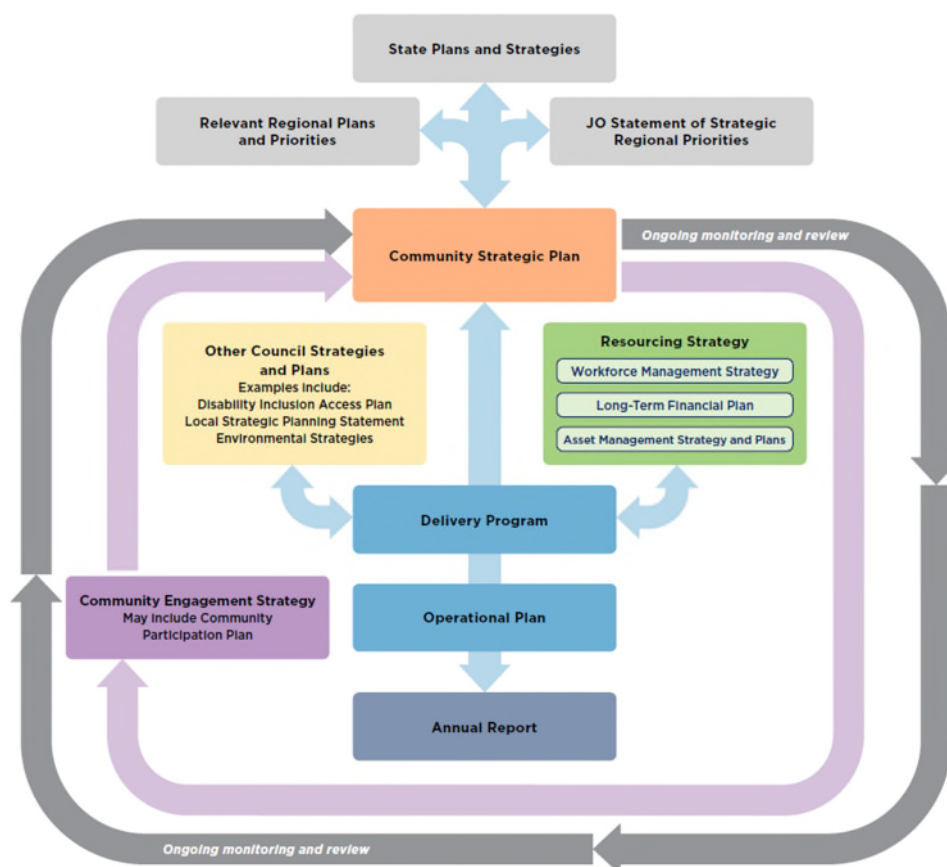 State Plans and Strategies
Relevant Regional Plans
and Priorities
JO Statement of Strategic
Regional Priorities
Community Strategic Plan
Ongoing monitoring and review
Other Council Strategies
and Plans
Examples include:
Disability Inclusion Access Plan
Local Strategic Planning Statement
Environmental Strategies
Resourcing Strategy
Workforce Management Strategy
Long-Term Financial Plan
Asset Management Strategy and Plans
Delivery Program
Community Engagement Strategy
May include Community
Participation Plan
Operational Plan
Annual Report
Ongoing monitoring and review